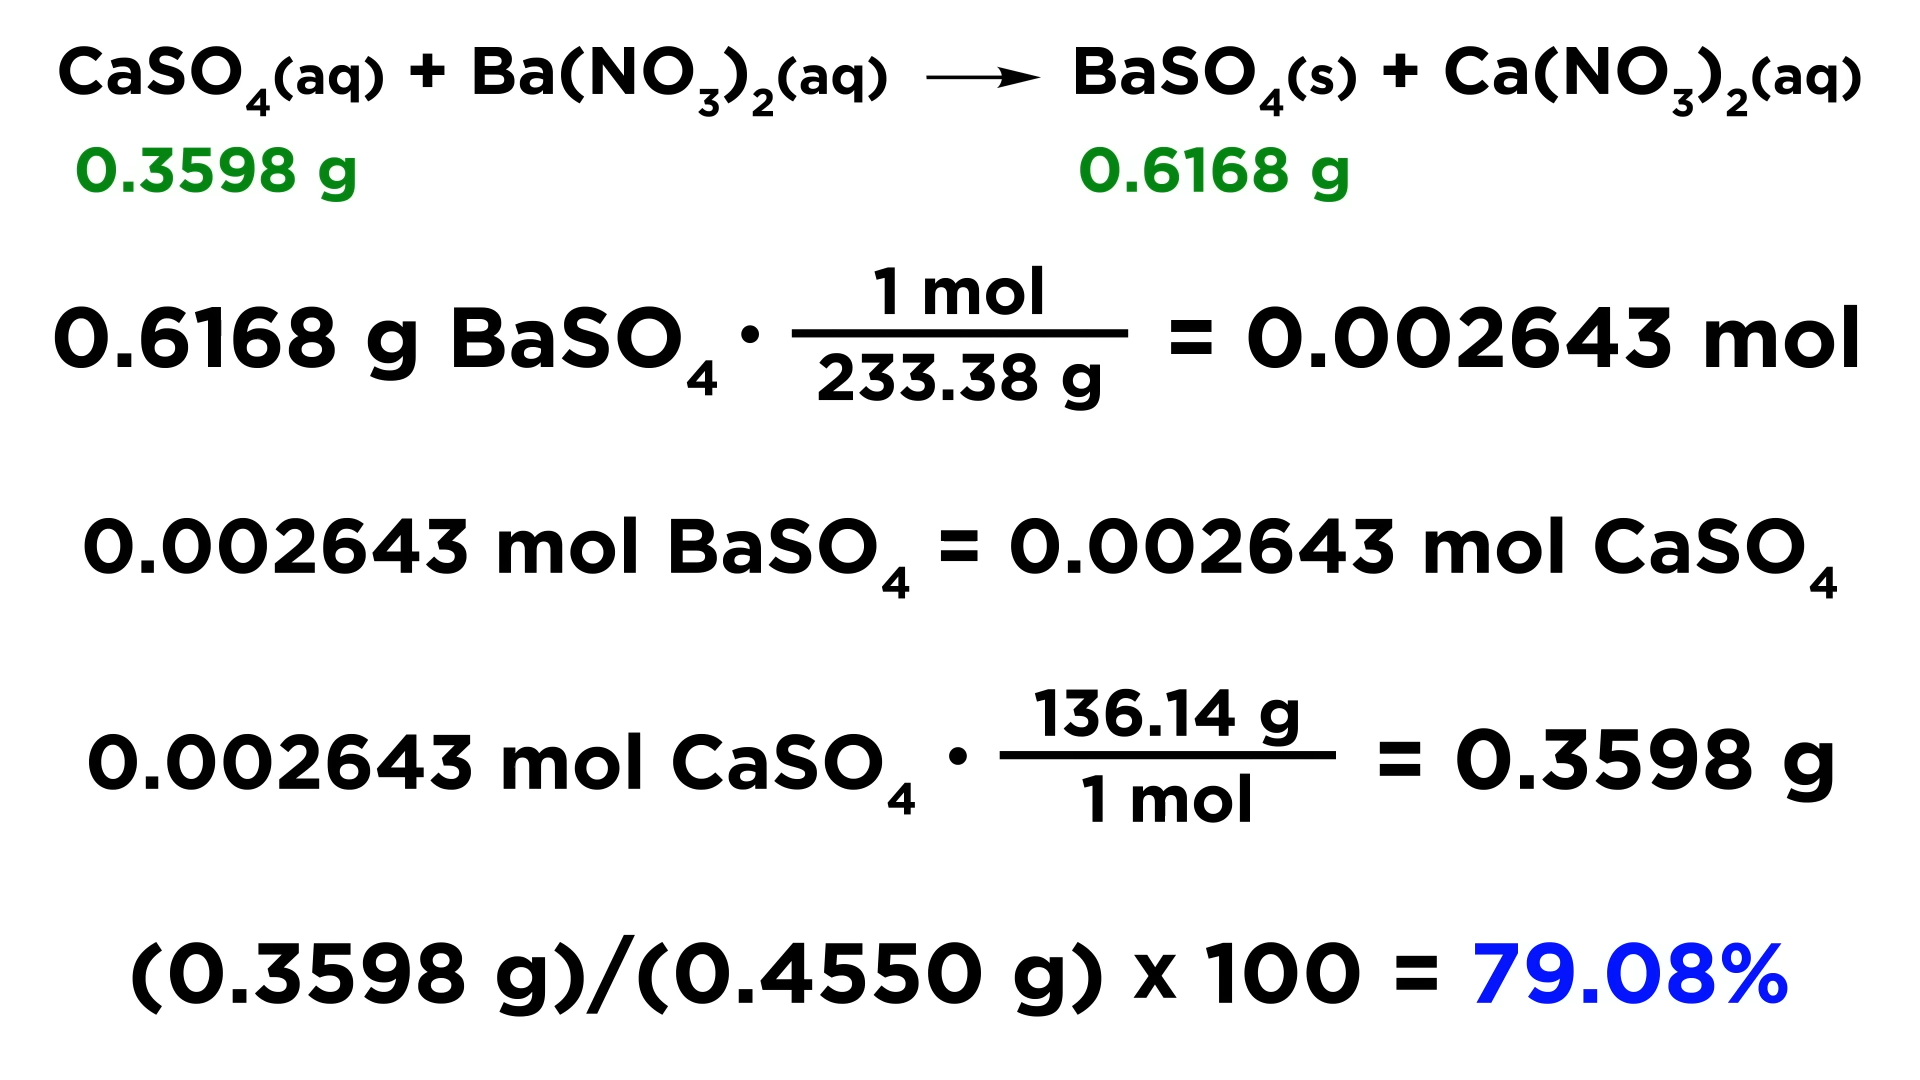 CaSO₄(aq) + Ba(NO₃)₂(aq) ⟶ BaSO₄(s) + Ca(NO₃)₂(aq)
0.3598 g 0.6168 g
0.6168 g BaSO₄ · 1 mol / 233.38 g = 0.002643 mol
0.002643 mol BaSO₄ = 0.002643 mol CaSO₄
0.002643 mol CaSO₄ · 136.14 g / 1 mol = 0.3598 g
(0.3598 g)/(0.4550 g) x 100 = 79.08%